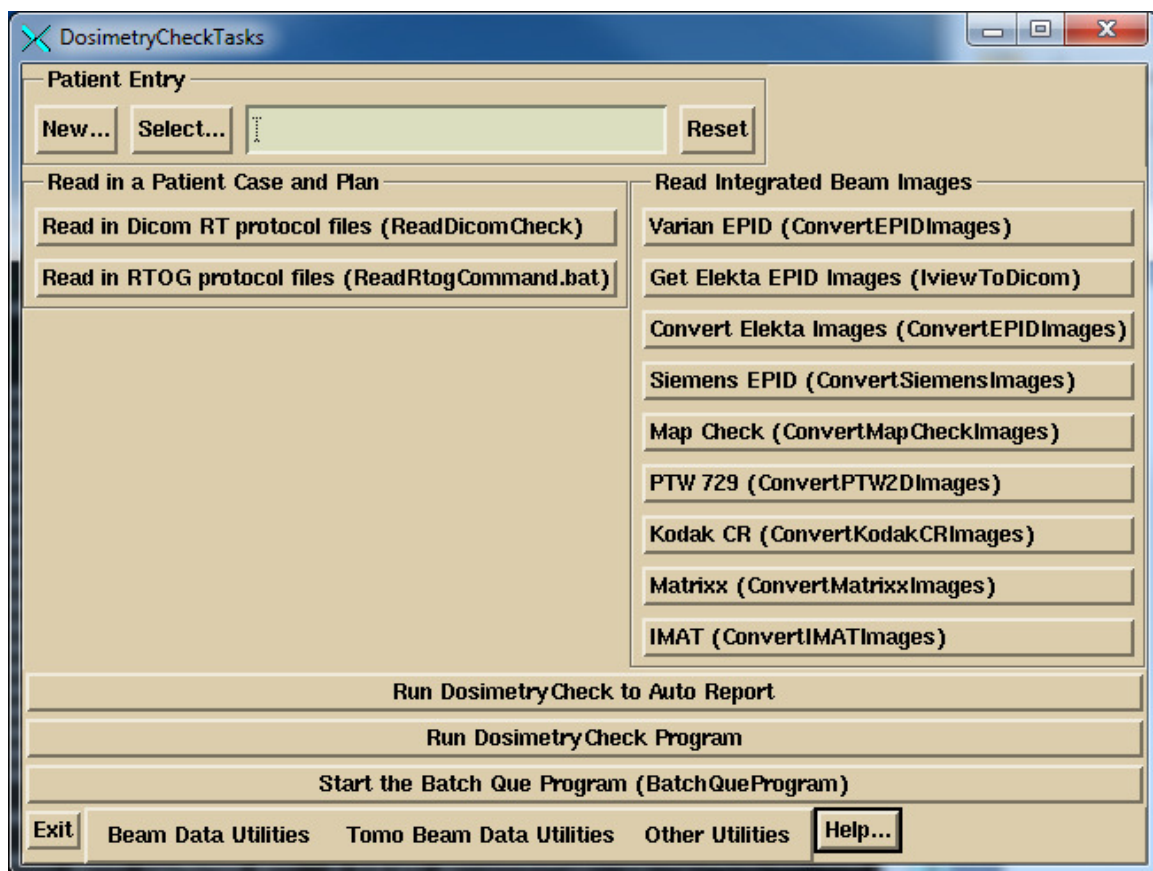 DosimetryCheckTasks
Patient Entry
New... Select... Reset
Read in a Patient Case and Plan
Read in Dicom RT protocol files (ReadDicomCheck)
Read in RTOG protocol files (ReadRtogCommand.bat)
Read Integrated Beam Images
Varian EPID (ConvertEPIDImages)
Get Elekta EPID Images (IviewToDicom)
Convert Elekta Images (ConvertEPIDImages)
Siemens EPID (ConvertSiemensImages)
Map Check (ConvertMapCheckImages)
PTW 729 (ConvertPTW2DImages)
Kodak CR (ConvertKodakCRImages)
Matrixx (ConvertMatrixxImages)
IMAT (ConvertIMATImages)
Run DosimetryCheck to Auto Report
Run DosimetryCheck Program
Start the Batch Que Program (BatchQueProgram)
Exit Beam Data Utilities Tomo Beam Data Utilities Other Utilities Help...